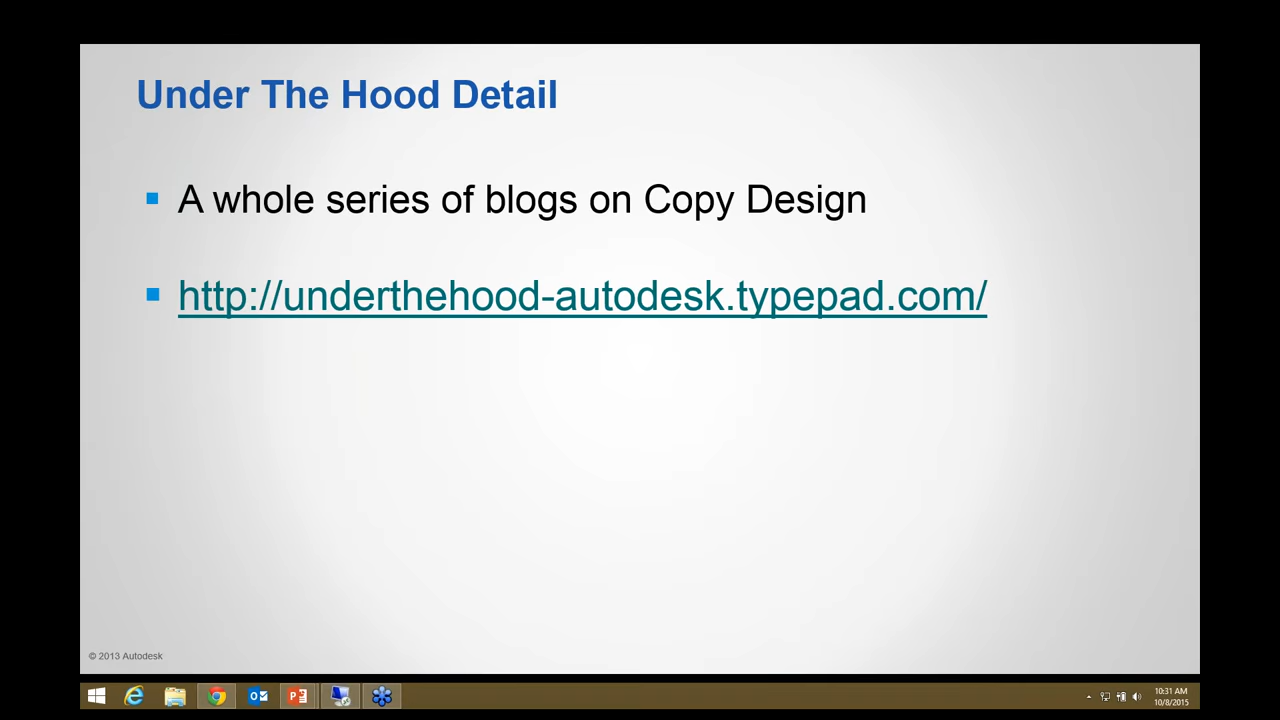 Under The Hood Detail
A whole series of blogs on Copy Design
http://underthehood-autodesk.typepad.com/
© 2013 Autodesk
10:31 AM
10/8/2015